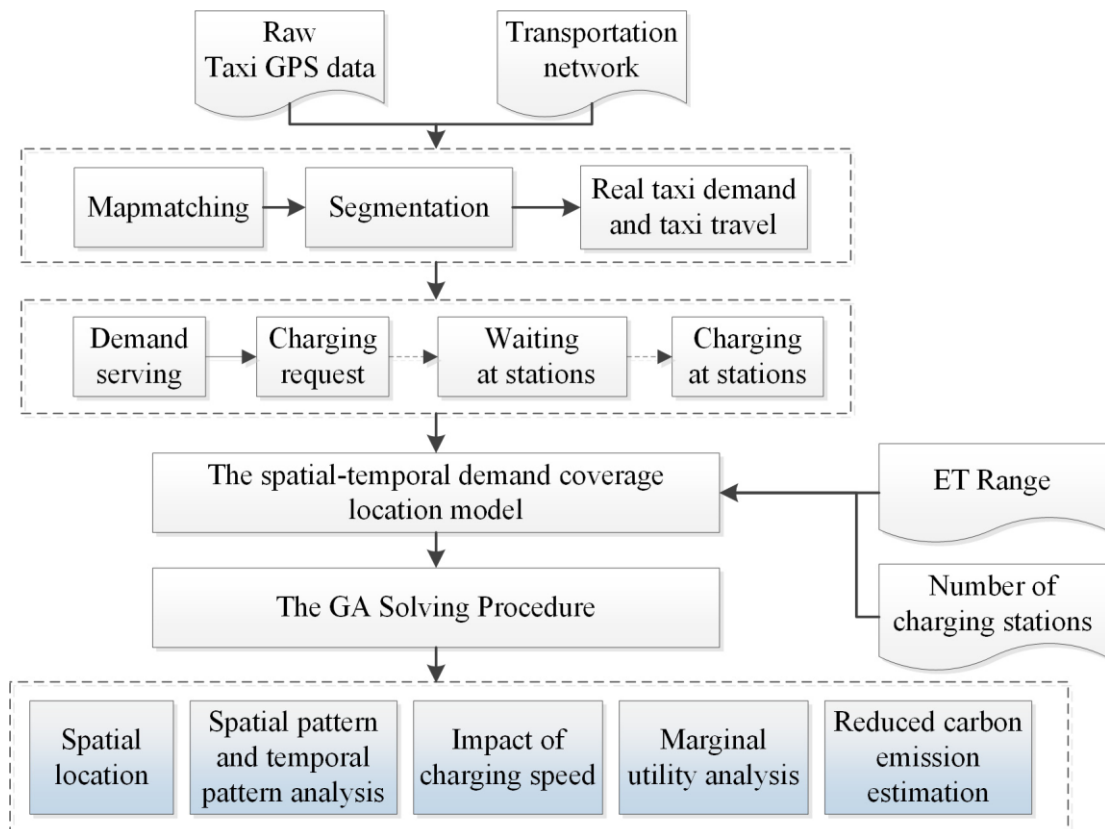 Raw
Taxi GPS data
Transportation
network
Mapmatching
Segmentation
Real taxi demand
and taxi travel
Demand
serving
Charging
request
Waiting
at stations
Charging
at stations
The spatial-temporal demand coverage
location model
ET Range
Number of
charging stations
The GA Solving Procedure
Spatial
location
Spatial pattern
and temporal
pattern analysis
Impact of
charging speed
Marginal
utility analysis
Reduced carbon
emission
estimation